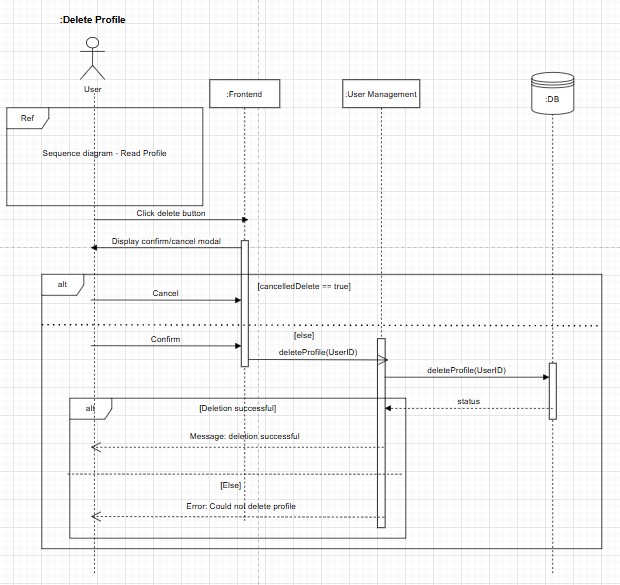 :Delete Profile
User
:Frontend
:User Management
:DB
Ref
Sequence diagram - Read Profile
Click delete button
Display confirm/cancel modal
alt
[cancelledDelete == true]
Cancel
[else]
Confirm
deleteProfile(UserID)
deleteProfile(UserID)
status
alt
[Deletion successful]
Message: deletion successful
[Else]
Error: Could not delete profile